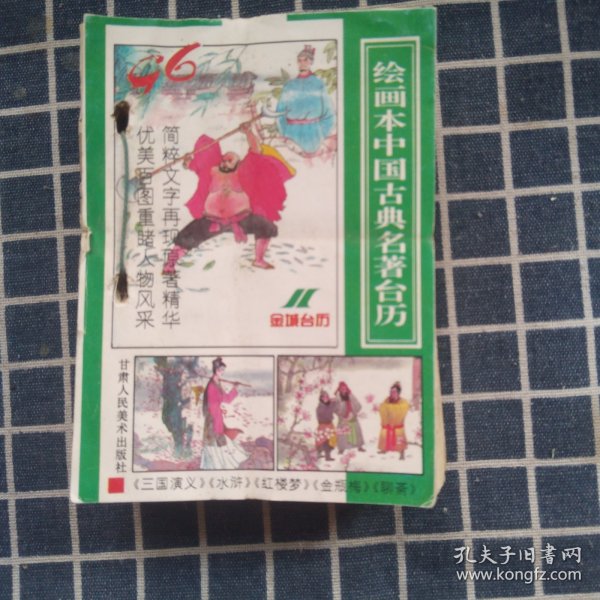 96
绘画本中国古典名著台历
简粹文字再现原著精华
优美百图重睹人物风采
金城台历
甘肃人民美术出版社
《三国演义》《水浒》《红楼梦》《金瓶梅》《聊斋》
孔夫子旧书网
www.kongfz.com